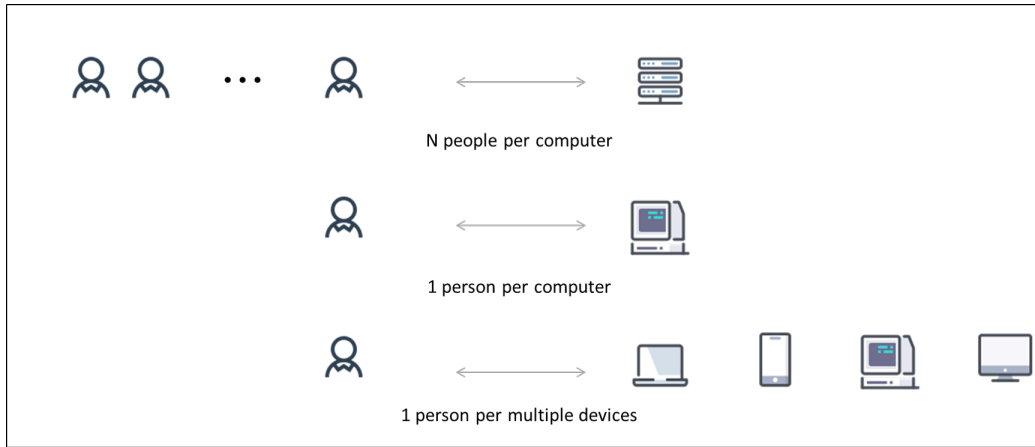 N people per computer
1 person per computer
1 person per multiple devices